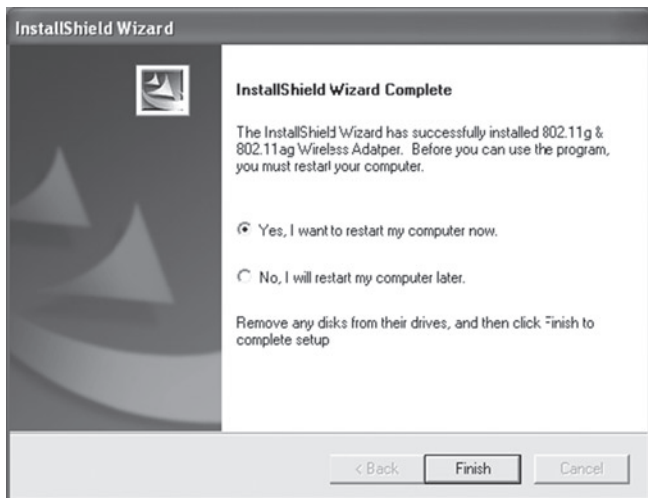 InstallShield Wizard
InstallShield Wizard Complete
The InstallShield Wizard has successfully installed 802.11g &
802.11ag Wireless Adatper. Before you can use the program,
you must restart your computer.
Yes, I want to restart my computer now.
No, I will restart my computer later.
Remove any disks from their drives, and then click Finish to
complete setup
< Back
Finish
Cancel